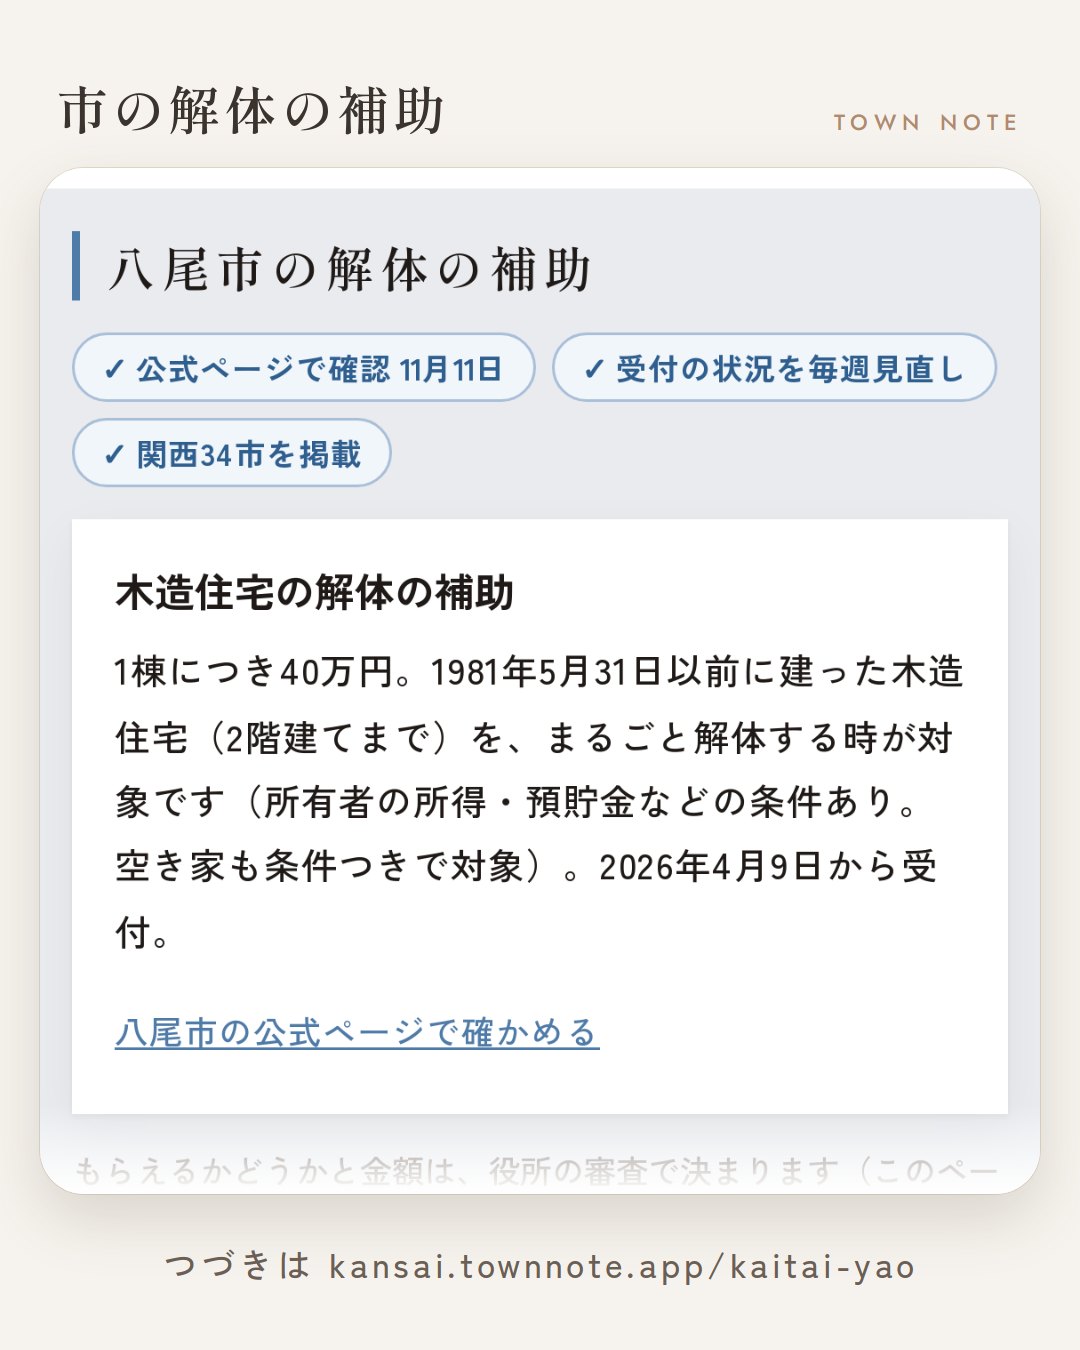 市の解体の補助
TOWN NOTE
八尾市の解体の補助
✓ 公式ページで確認 11月11日
✓ 受付の状況を毎週見直し
✓ 関西34市を掲載
木造住宅の解体の補助
1棟につき40万円。1981年5月31日以前に建った木造
住宅（2階建てまで）を、まるごと解体する時が対
象です（所有者の所得・預貯金などの条件あり。
空き家も条件つきで対象）。2026年4月9日から受
付。
八尾市の公式ページで確かめる
もらえるかどうかと金額は、役所の審査で決まります（このペー
つづきは kansai.townnote.app/kaitai-yao